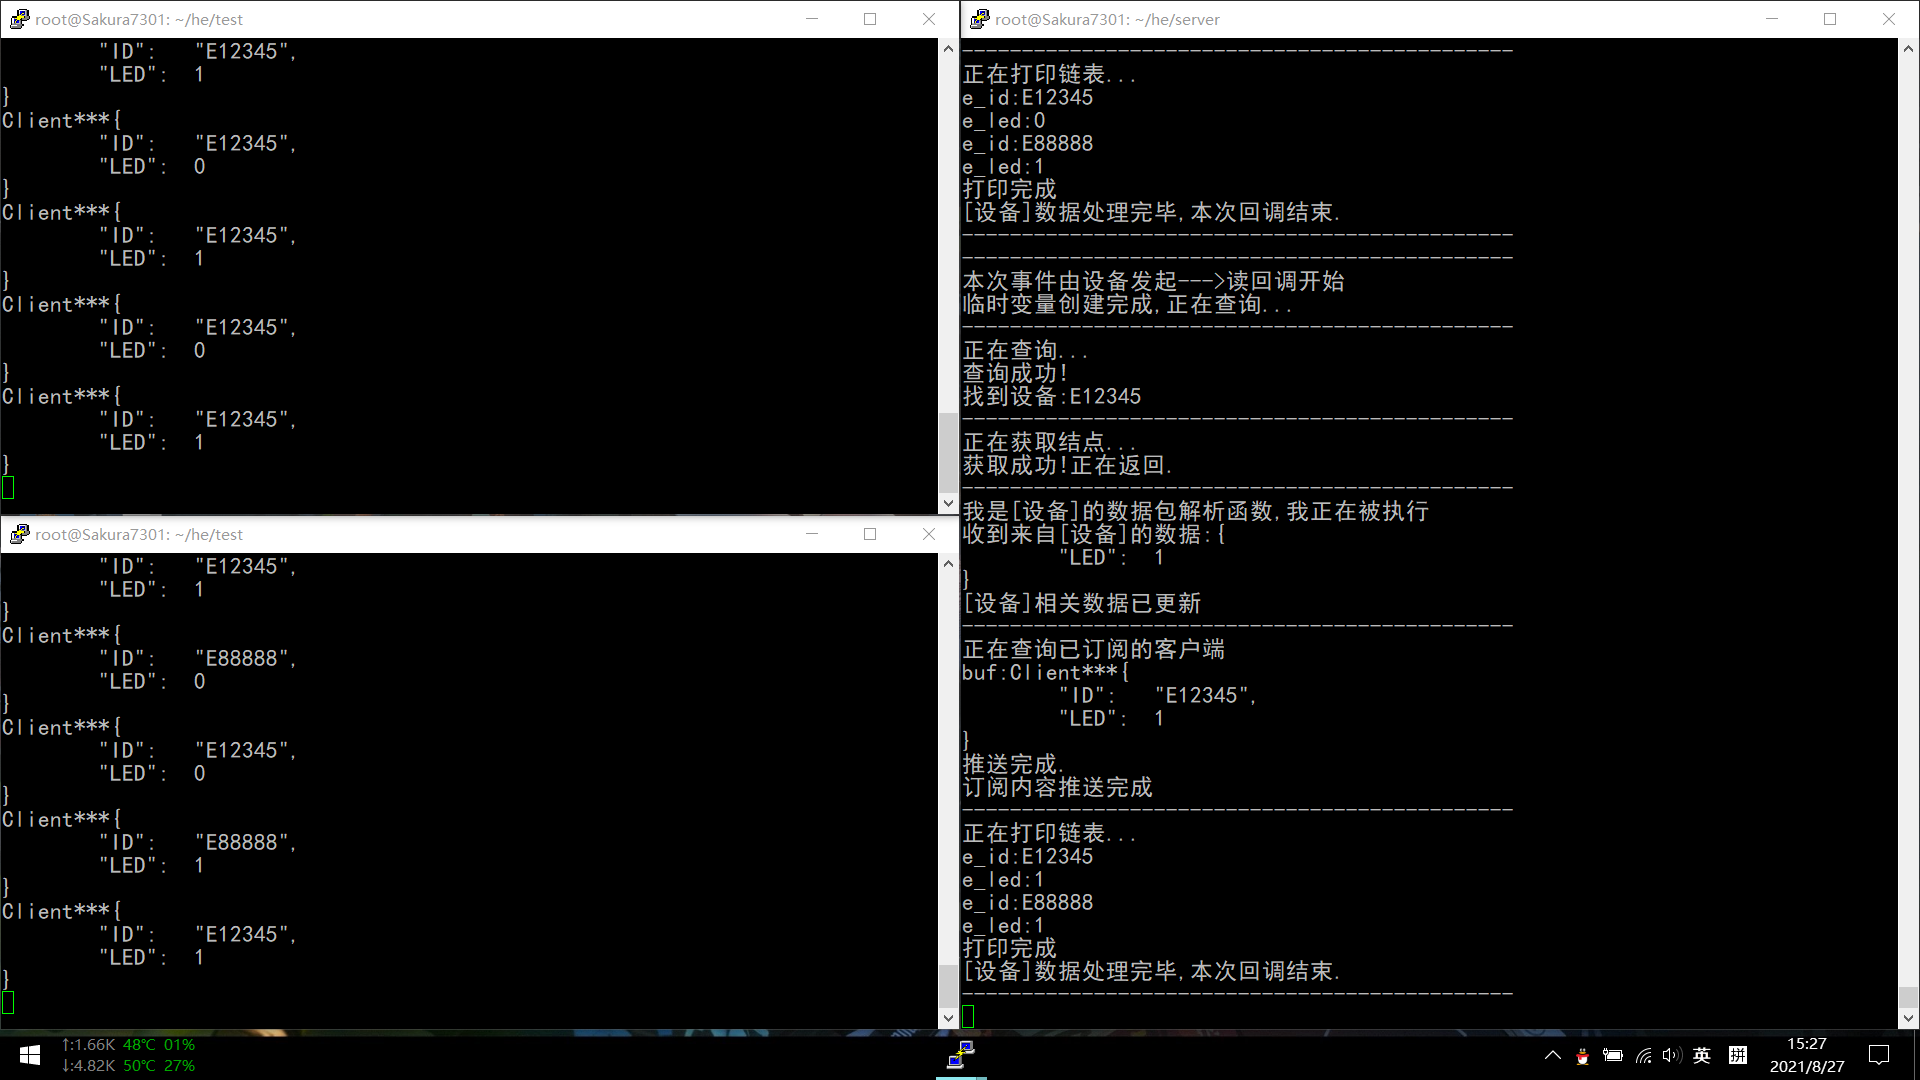 root@Sakura7301: ~/he/test
"ID": "E12345",
"LED": 1
}
Client***{
"ID": "E12345",
"LED": 0
}
Client***{
"ID": "E12345",
"LED": 1
}
Client***{
"ID": "E12345",
"LED": 0
}
Client***{
"ID": "E12345",
"LED": 1
}
root@Sakura7301: ~/he/test
"ID": "E12345",
"LED": 1
}
Client***{
"ID": "E88888",
"LED": 0
}
Client***{
"ID": "E12345",
"LED": 0
}
Client***{
"ID": "E88888",
"LED": 1
}
Client***{
"ID": "E12345",
"LED": 1
}
root@Sakura7301: ~/he/server
----------------------------------------------
正在打印链表...
e_id:E12345
e_led:0
e_id:E88888
e_led:1
打印完成
[设备]数据处理完毕,本次回调结束.
----------------------------------------------
----------------------------------------------
本次事件由设备发起--->读回调开始
临时变量创建完成,正在查询...
----------------------------------------------
正在查询...
查询成功!
找到设备:E12345
----------------------------------------------
正在获取结点...
获取成功!正在返回.
----------------------------------------------
我是[设备]的数据包解析函数,我正在被执行
收到来自[设备]的数据:{
"LED": 1
}
[设备]相关数据已更新
----------------------------------------------
正在查询已订阅的客户端
buf:Client***{
"ID": "E12345",
"LED": 1
}
推送完成.
订阅内容推送完成
----------------------------------------------
正在打印链表...
e_id:E12345
e_led:1
e_id:E88888
e_led:1
打印完成
[设备]数据处理完毕,本次回调结束.
----------------------------------------------
↑:1.66K 48℃ 01%
↓:4.82K 50℃ 27%
英
拼
15:27
2021/8/27